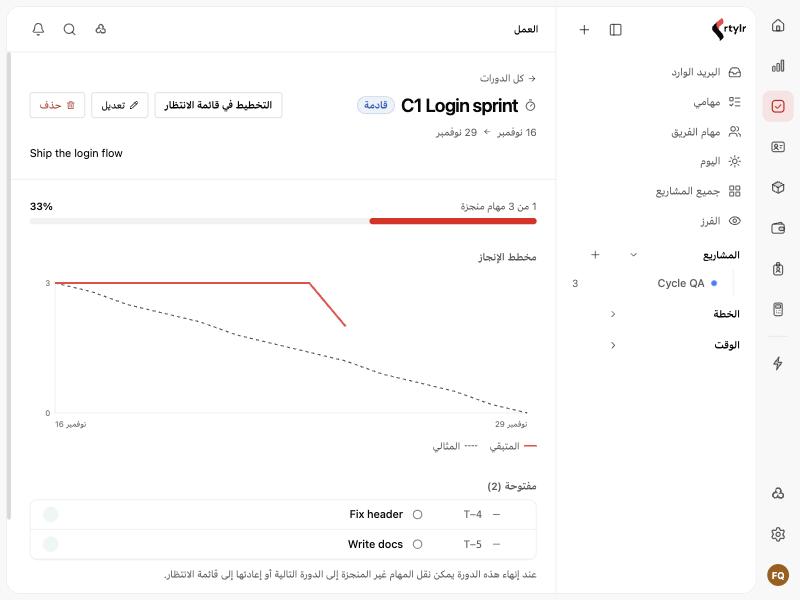 rtylr
البريد الوارد
مهامي
مهام الفريق
اليوم
جميع المشاريع
الفرز
المشاريع
Cycle QA 3
الخطة
الوقت
FQ
العمل
كل الدورات
C1 Login sprint قادمة
التخطيط في قائمة الانتظار
تعديل
حذف
16 نوفمبر ← 29 نوفمبر
Ship the login flow
1 من 3 مهام منجزة 33%
مخطط الإنجاز
3
0
16 نوفمبر 29 نوفمبر
المتبقي المثالي
مفتوحة (2)
— T-4 Fix header
— T-5 Write docs
عند إنهاء هذه الدورة يمكن نقل المهام غير المنجزة إلى الدورة التالية أو إعادتها إلى قائمة الانتظار.